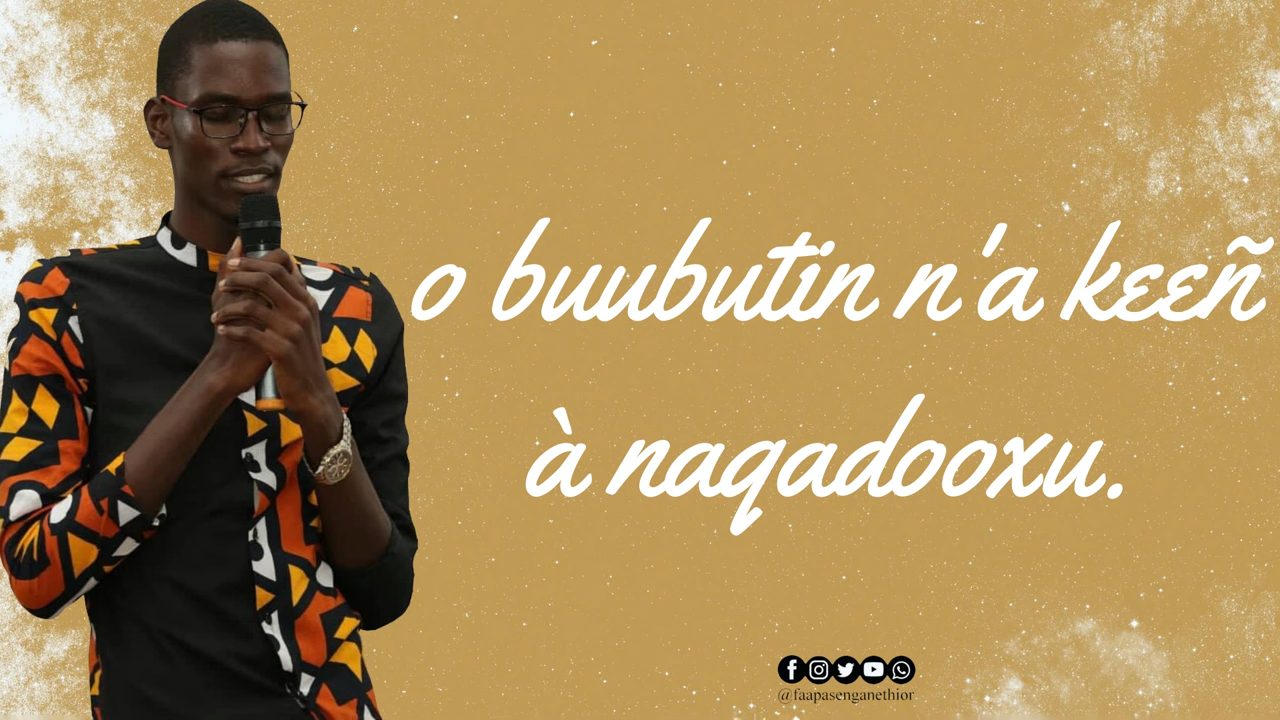 o buubutin n'a kɛɛñ
à naqadooxu.
@faapasenganethior